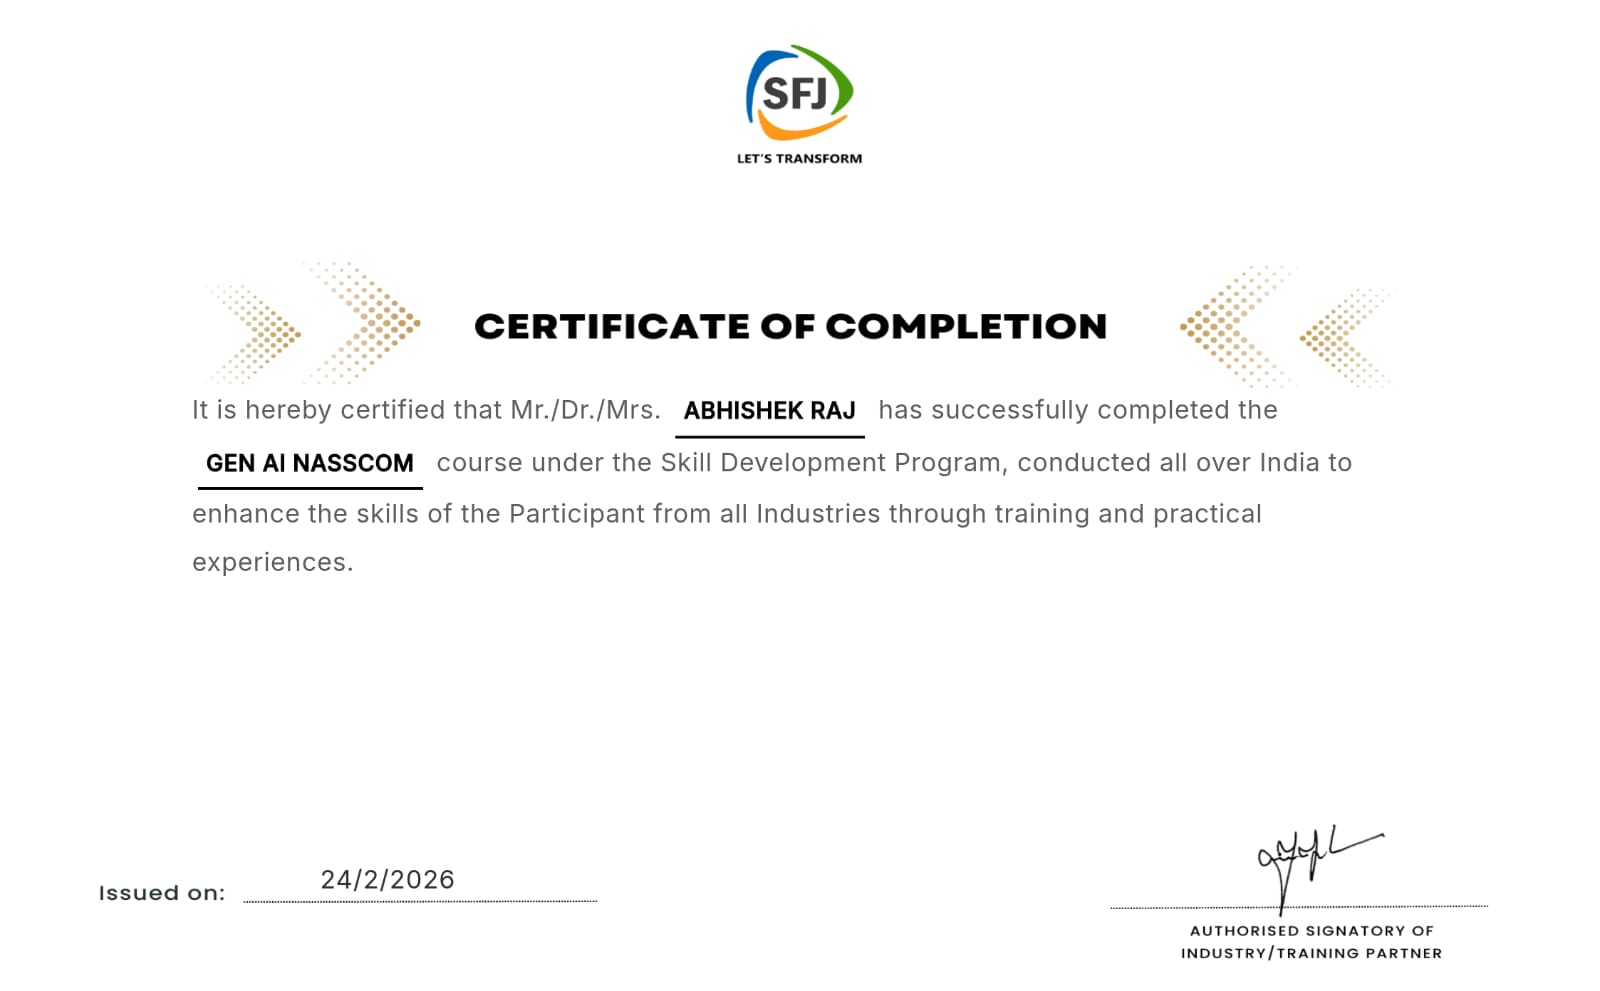 SFJ
LET'S TRANSFORM
CERTIFICATE OF COMPLETION
It is hereby certified that Mr./Dr./Mrs. ABHISHEK RAJ has successfully completed the
GEN AI NASSCOM course under the Skill Development Program, conducted all over India to
enhance the skills of the Participant from all Industries through training and practical
experiences.
Issued on: 24/2/2026
AUTHORISED SIGNATORY OF
INDUSTRY/TRAINING PARTNER